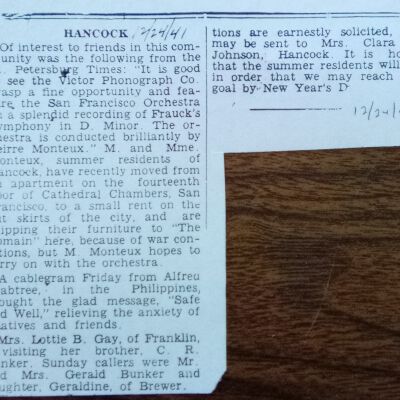 HANCOCK 12/24/41
Of interest to friends in this com-
unity was the following from the
. Petersburg Times: "It is good
see the Victor Phonograph Co.
asp a fine opportunity and fea-
re, the San Francisco Orchestra
a splendid recording of Frauck's
ymphony in D. Minor. The or-
estra is conducted brilliantly by
ierre Monteux." M. and Mme.
onteux, summer residents of
ancock, have recently moved from
apartment on the fourteenth
oor of Cathedral Chambers, San
rancisco, to a small rent on the
ut skirts of the city, and are
ipping their furniture to "The
omain" here, because of war con-
tions, but M. Monteux hopes to
rry on with the orchestra.
A cablegram Friday from Alfred
abtree, in the Philippines,
ought the glad message, "Safe
d Well," relieving the anxiety of
atives and friends.
Mrs. Lottie B. Gay, of Franklin,
visiting her brother, C. R.
nker. Sunday callers were Mr.
d Mrs. Gerald Bunker and
ughter, Geraldine, of Brewer.
tions are earnestly solicited,
may be sent to Mrs. Clara
Johnson, Hancock. It is ho
that the summer residents will
in order that we may reach
goal by New Year's D